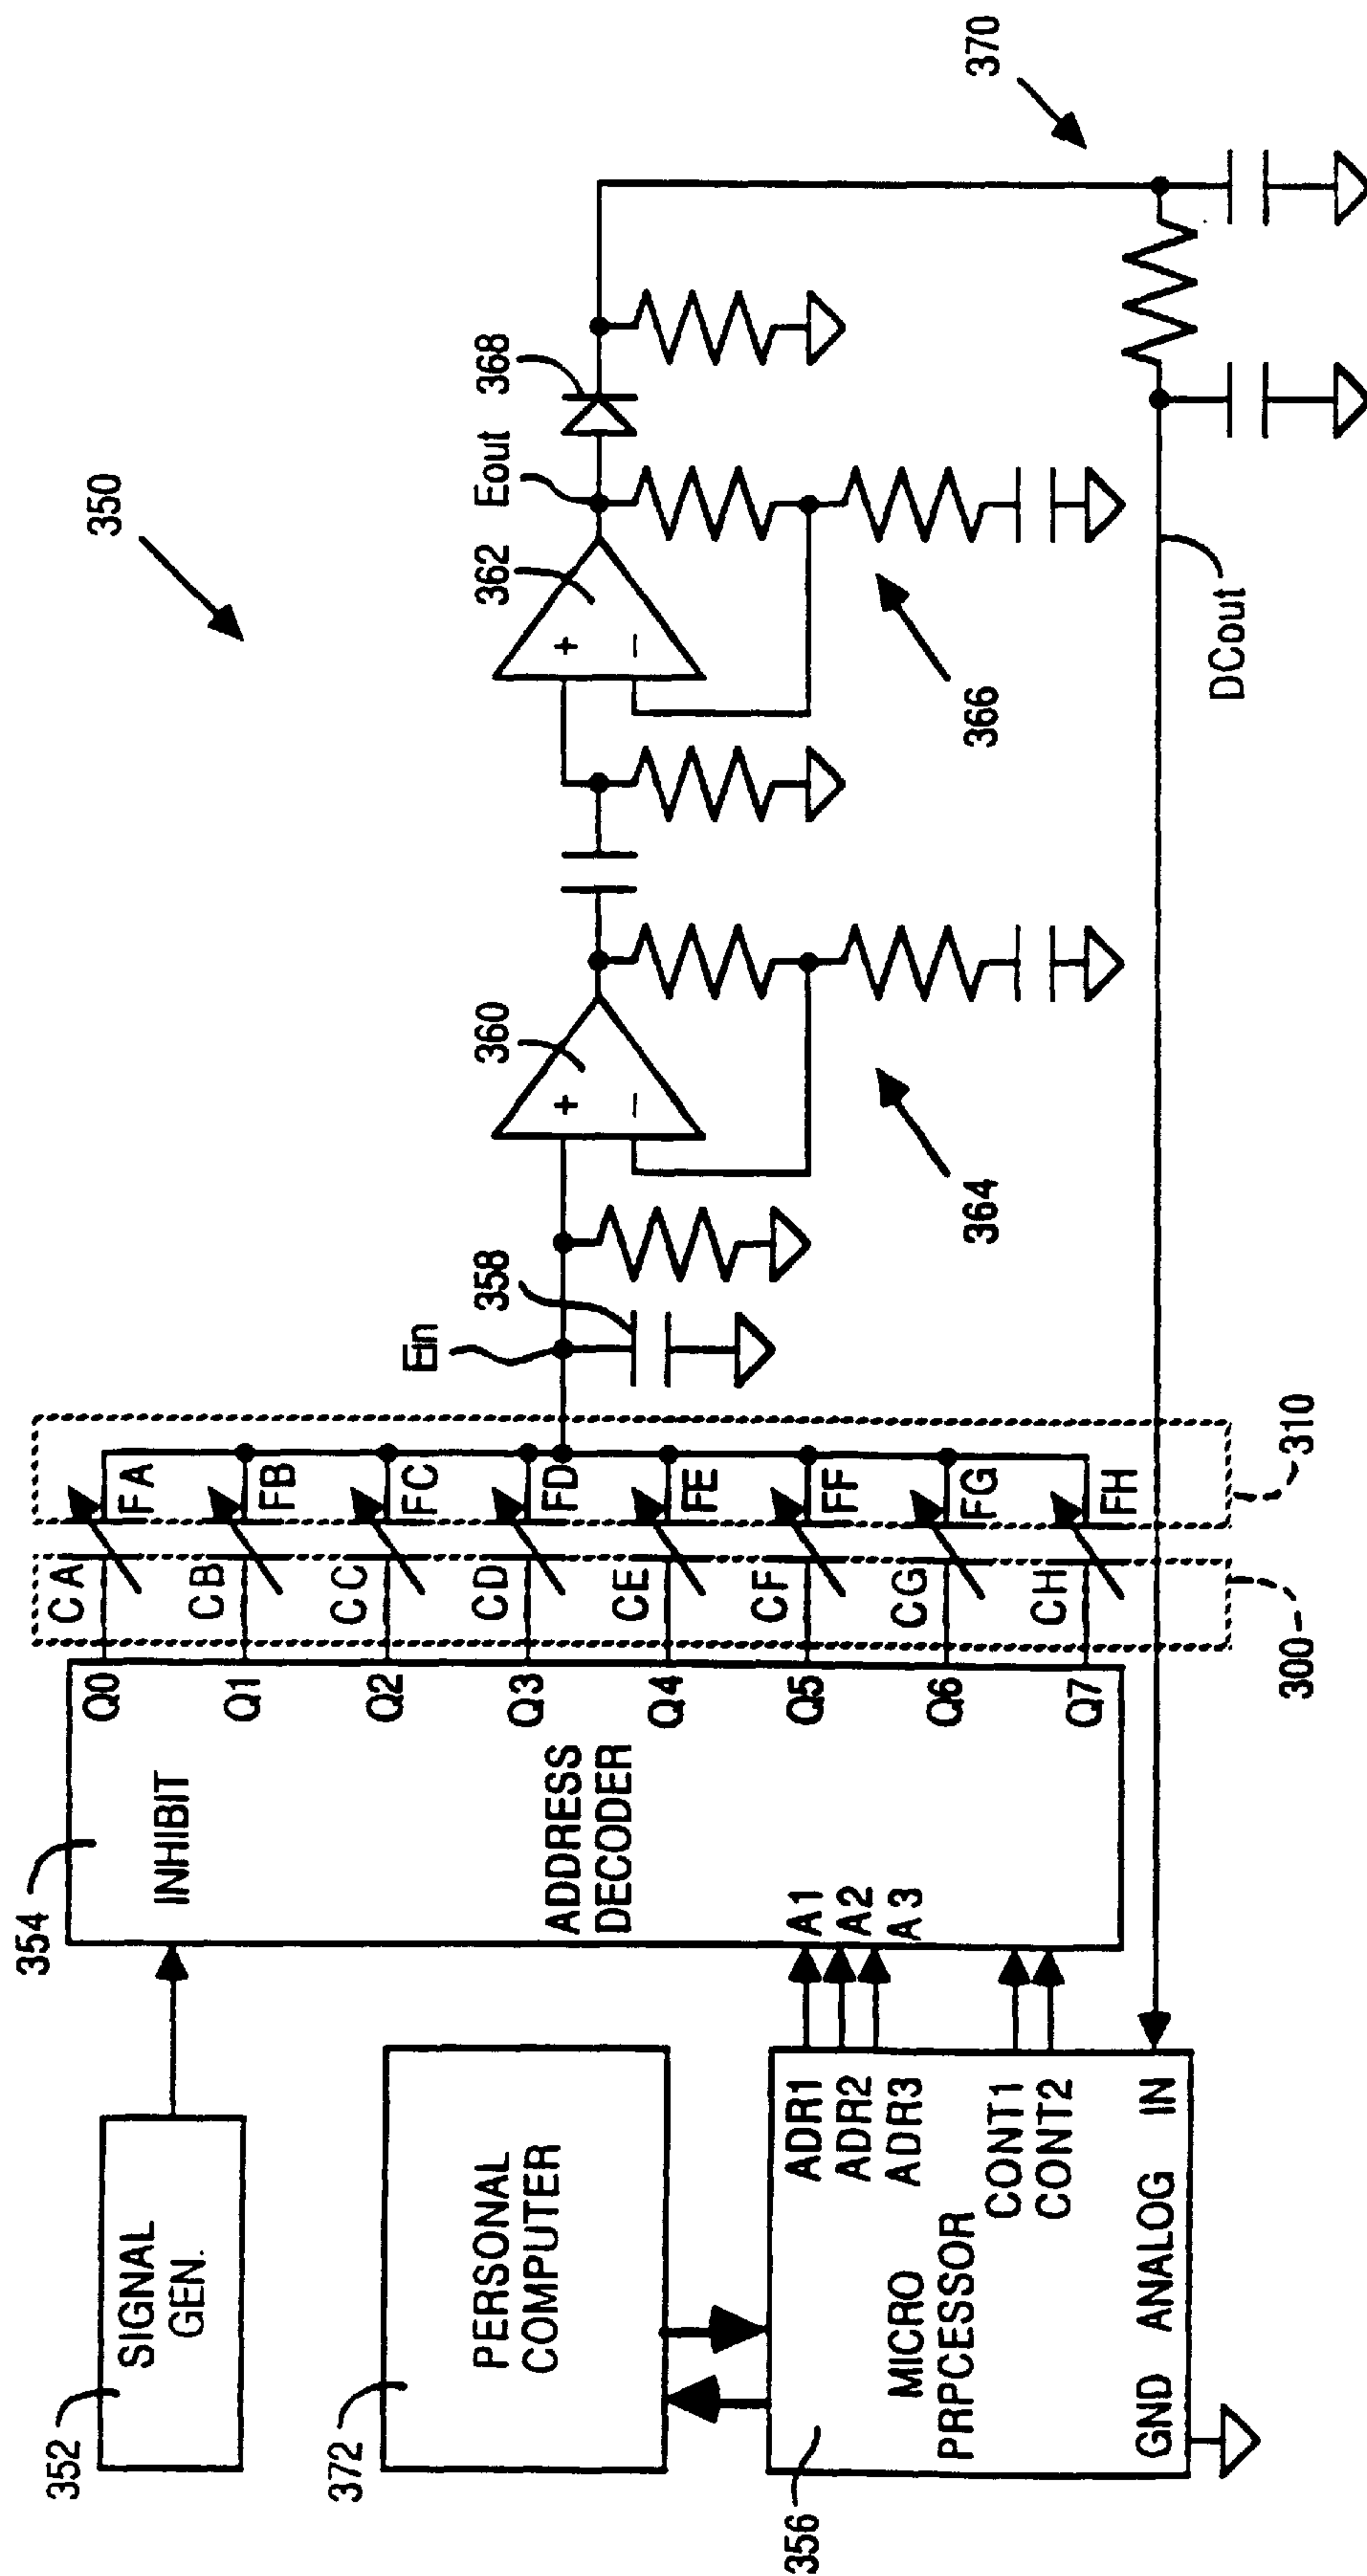 350
352
SIGNAL
GEN.
354
INHIBIT
ADDRESS
DECODER
A1
A2
A3
Q0
Q1
Q2
Q3
Q4
Q5
Q6
Q7
372
PERSONAL
COMPUTER
356
MICRO
PRPCESSOR
ADR1
ADR2
ADR3
CONT1
CONT2
GND ANALOG IN
CA
CB
CC
CD
CE
CF
CG
CH
FA
FB
FC
FD
FE
FF
FG
FH
300
310
Ein
358
360
+
−
364
362
+
−
366
Eout
368
370
DCout